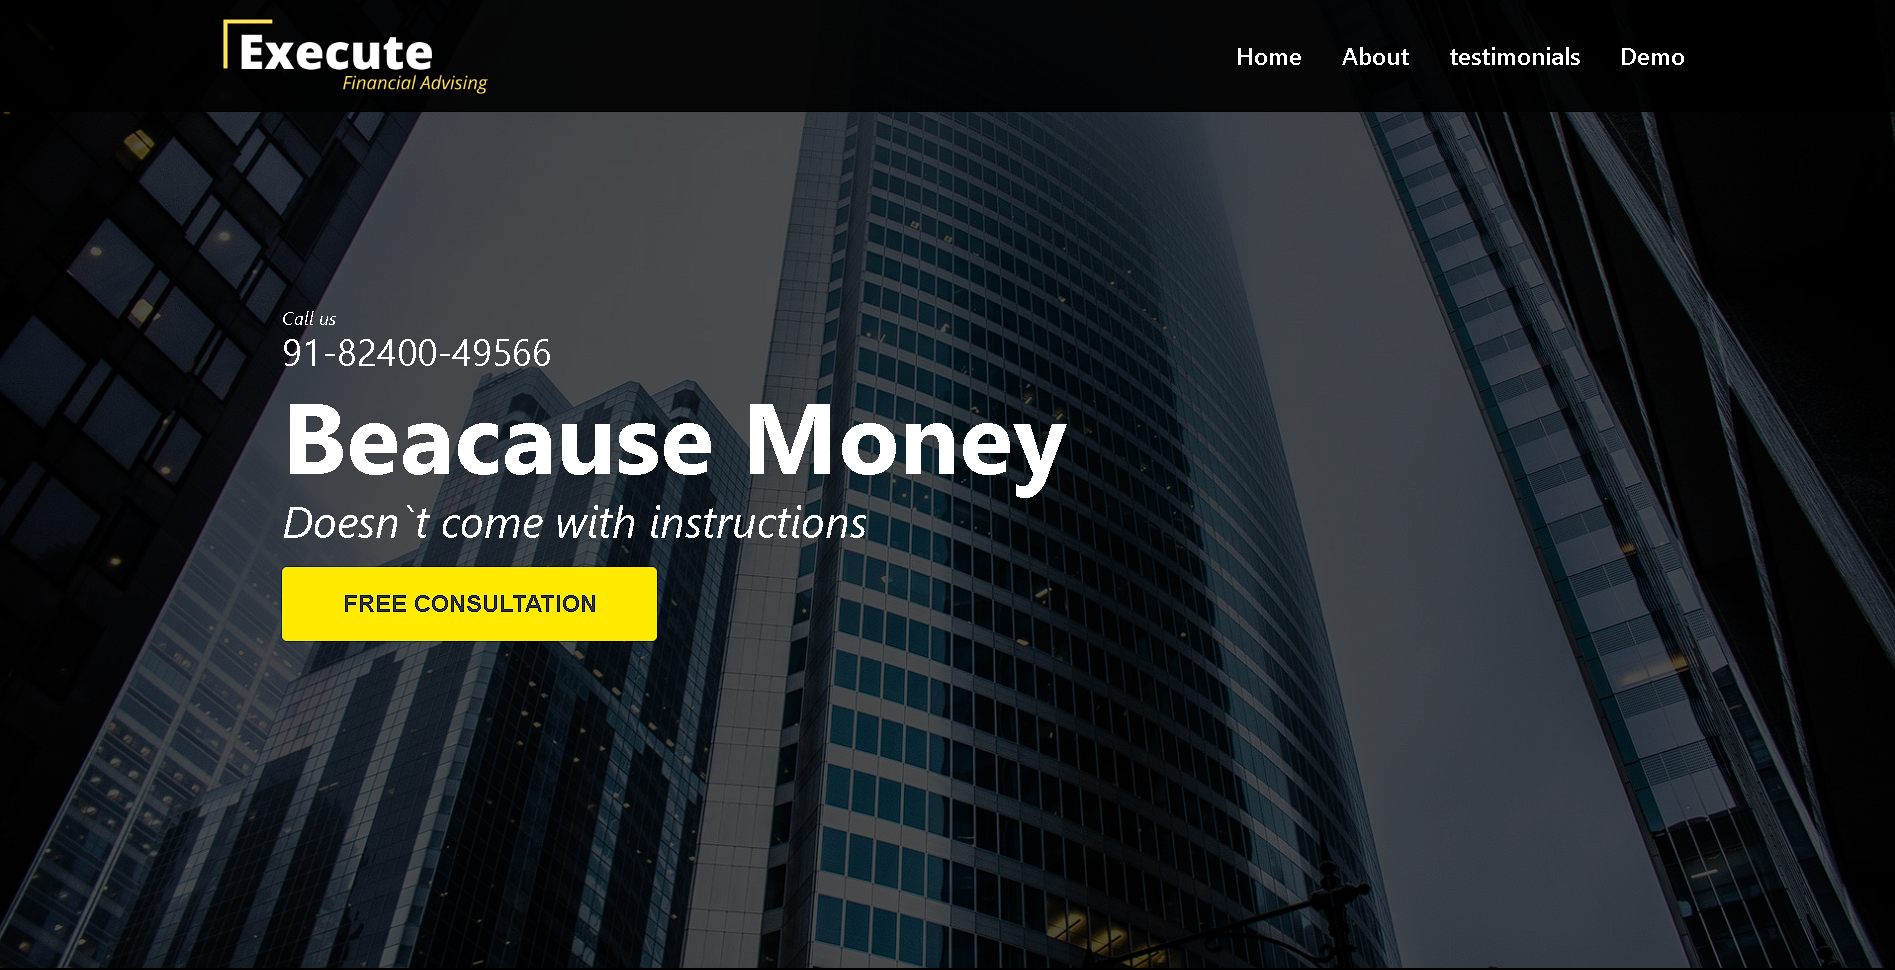 Execute
Financial Advising
Home About testimonials Demo
Call us
91-82400-49566
Beacause Money
Doesn`t come with instructions
FREE CONSULTATION